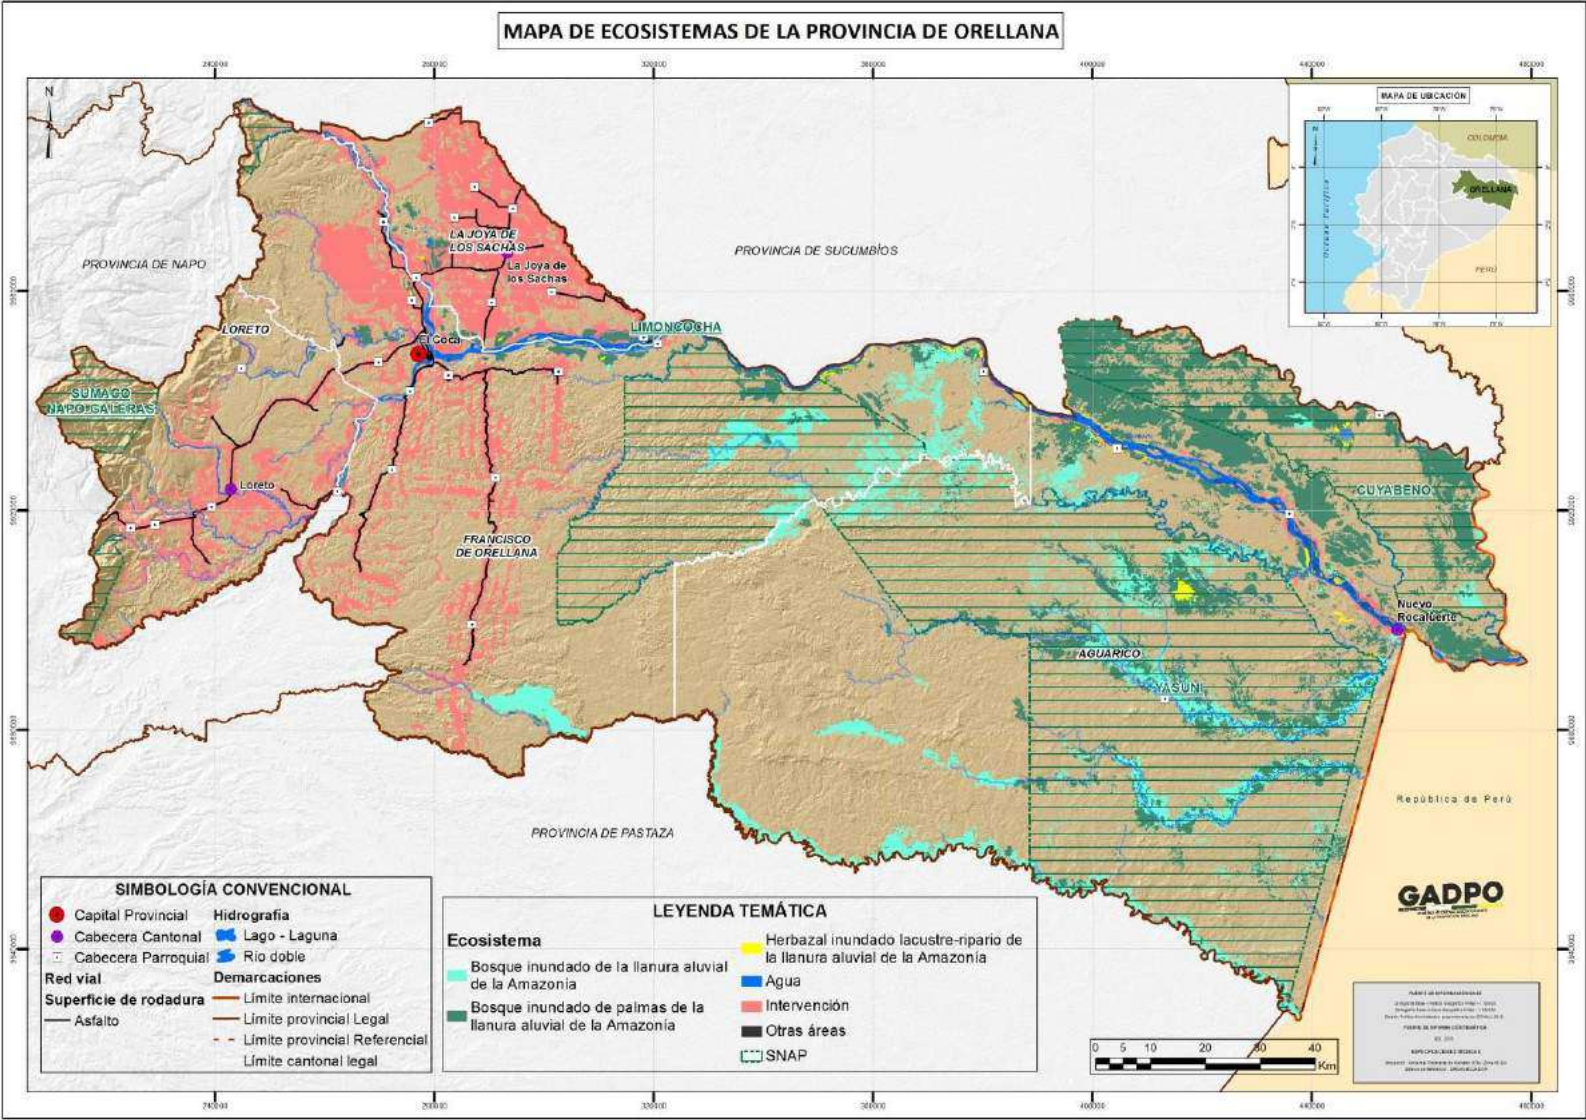 MAPA DE ECOSISTEMAS DE LA PROVINCIA DE ORELLANA
N
MAPA DE UBICACIÓN
COLOMBIA
ORELLANA
Océano Pacífico
PERÚ
PROVINCIA DE NAPO
PROVINCIA DE SUCUMBÍOS
LA JOYA DE
LOS SACHAS
La Joya de
los Sachas
LORETO
El Coca
LIMONCOCHA
SUMACO
NAPO GALERAS
Loreto
FRANCISCO
DE ORELLANA
CUYABENO
Nuevo
Rocafuerte
AGUARICO
YASUNÍ
República de Perú
PROVINCIA DE PASTAZA
GADPO
SIMBOLOGÍA CONVENCIONAL
Capital Provincial
Cabecera Cantonal
Cabecera Parroquial
Red vial
Superficie de rodadura
Asfalto
Hidrografía
Lago - Laguna
Rio doble
Demarcaciones
Límite internacional
Límite provincial Legal
Límite provincial Referencial
Límite cantonal legal
LEYENDA TEMÁTICA
Ecosistema
Bosque inundado de la llanura aluvial
de la Amazonía
Bosque inundado de palmas de la
llanura aluvial de la Amazonía
Herbazal inundado lacustre-ripario de
la llanura aluvial de la Amazonía
Agua
Intervención
Otras áreas
SNAP
0 5 10 20 30 40
Km